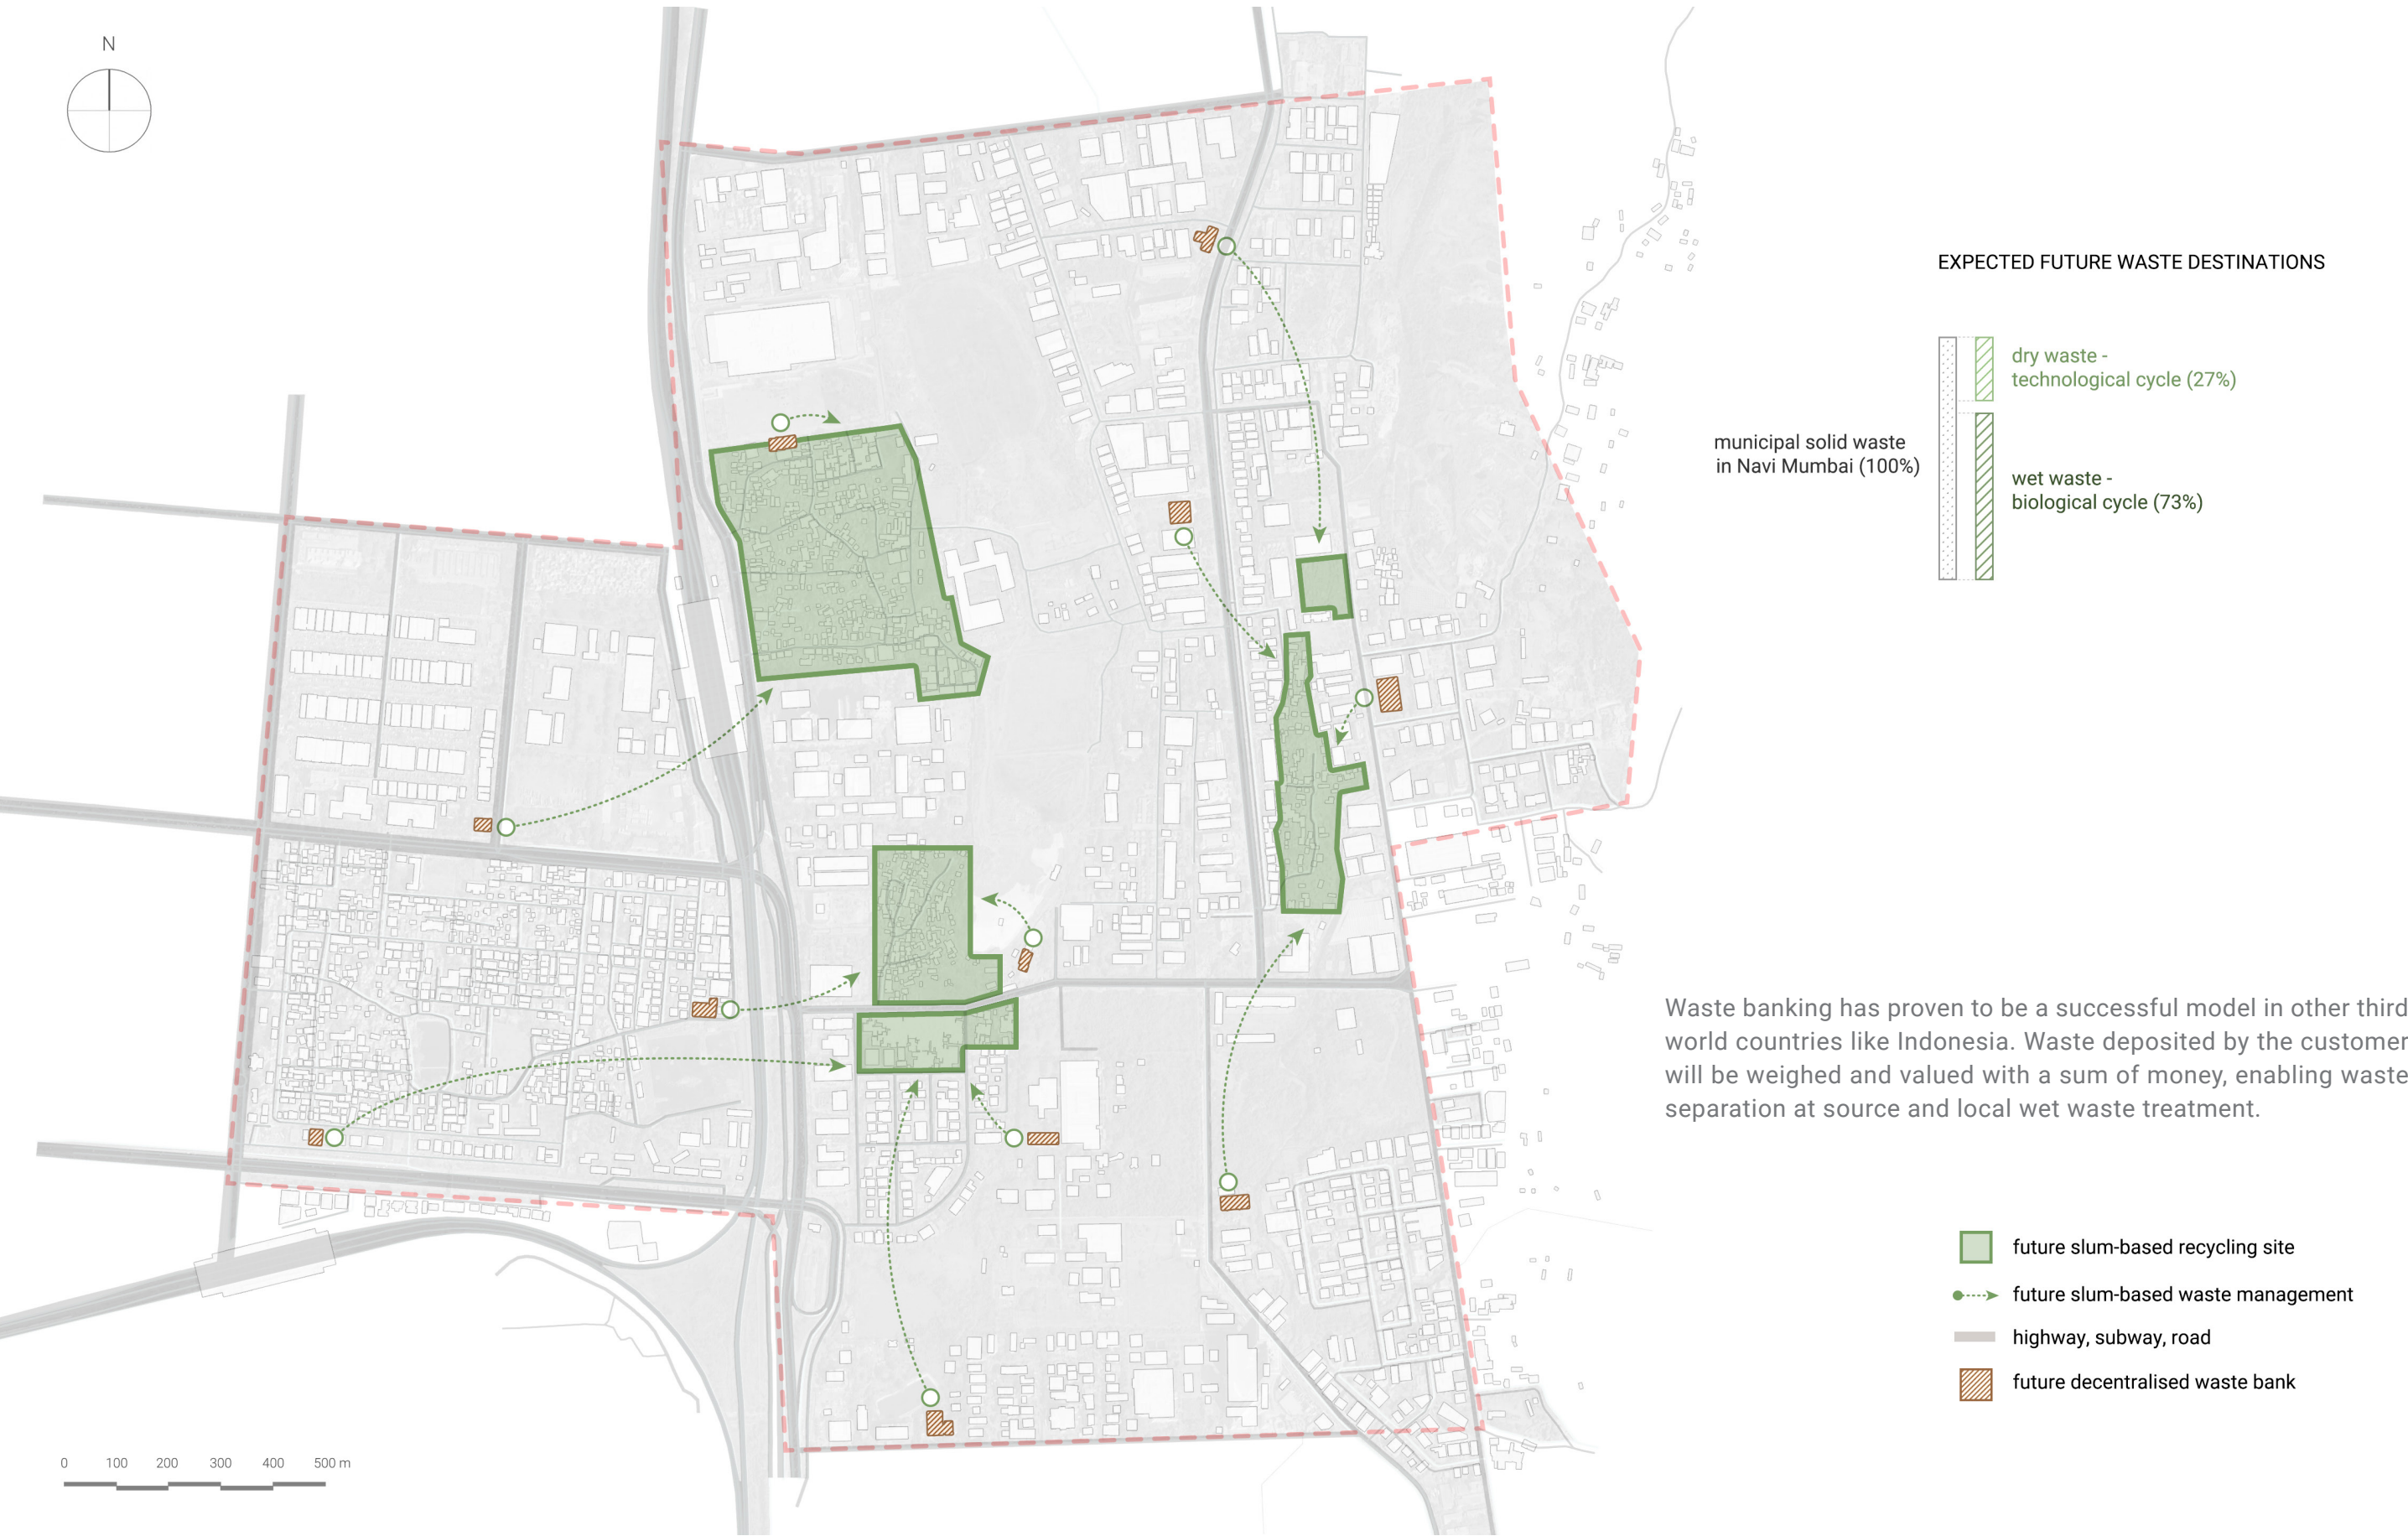 N
EXPECTED FUTURE WASTE DESTINATIONS
dry waste -
technological cycle (27%)
municipal solid waste
in Navi Mumbai (100%)
wet waste -
biological cycle (73%)
Waste banking has proven to be a successful model in other third
world countries like Indonesia. Waste deposited by the customer
will be weighed and valued with a sum of money, enabling waste
separation at source and local wet waste treatment.
future slum-based recycling site
future slum-based waste management
highway, subway, road
future decentralised waste bank
0 100 200 300 400 500 m